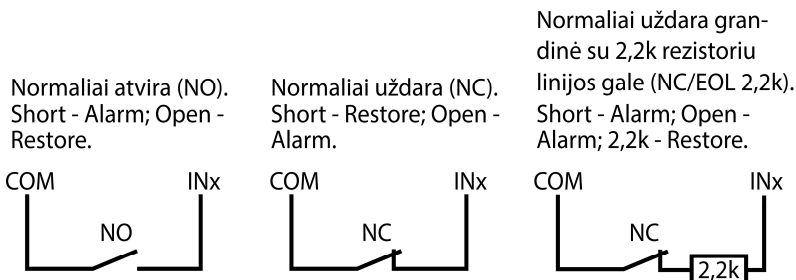 Normaliai atvira (NO).
Short - Alarm; Open -
Restore.
COM INx
NO
Normaliai uždara (NC).
Short - Restore; Open -
Alarm.
COM INx
NC
Normaliai uždara gran-
dinė su 2,2k rezistoriu
linijos gale (NC/EOL 2,2k).
Short - Alarm; Open -
Alarm; 2,2k - Restore.
COM INx
NC
2,2k